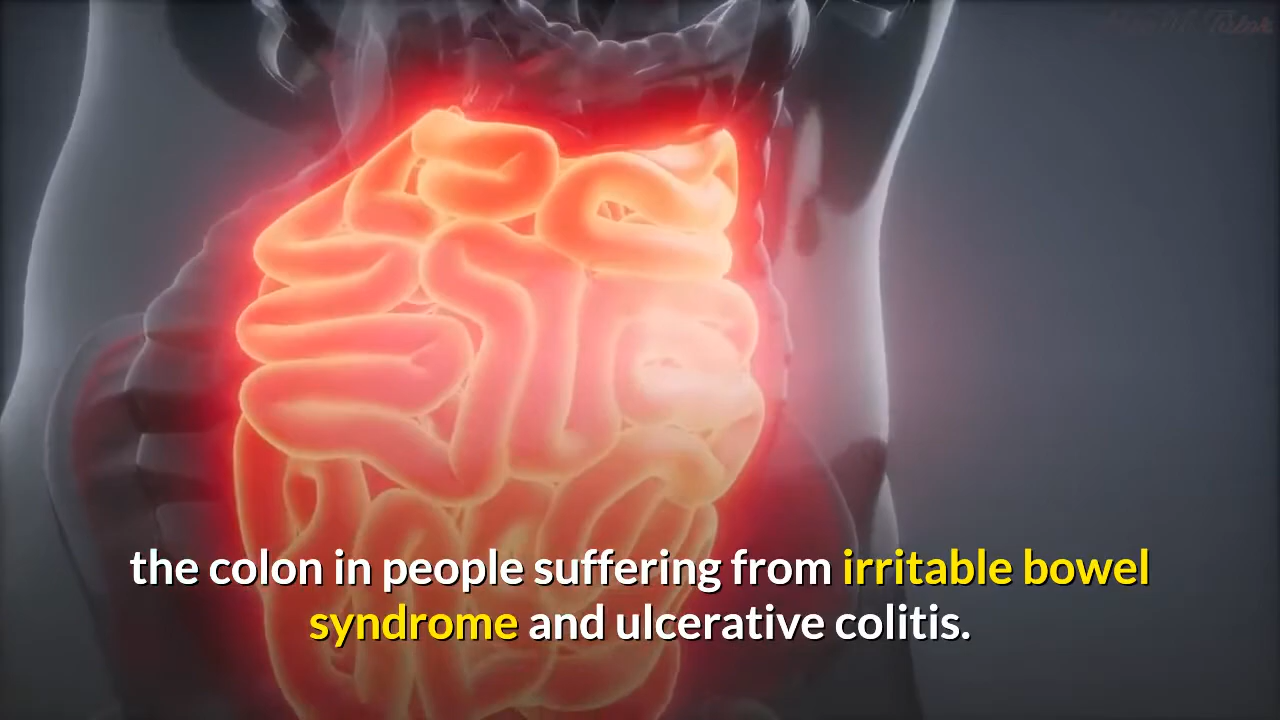 the colon in people suffering from irritable bowel
syndrome and ulcerative colitis.